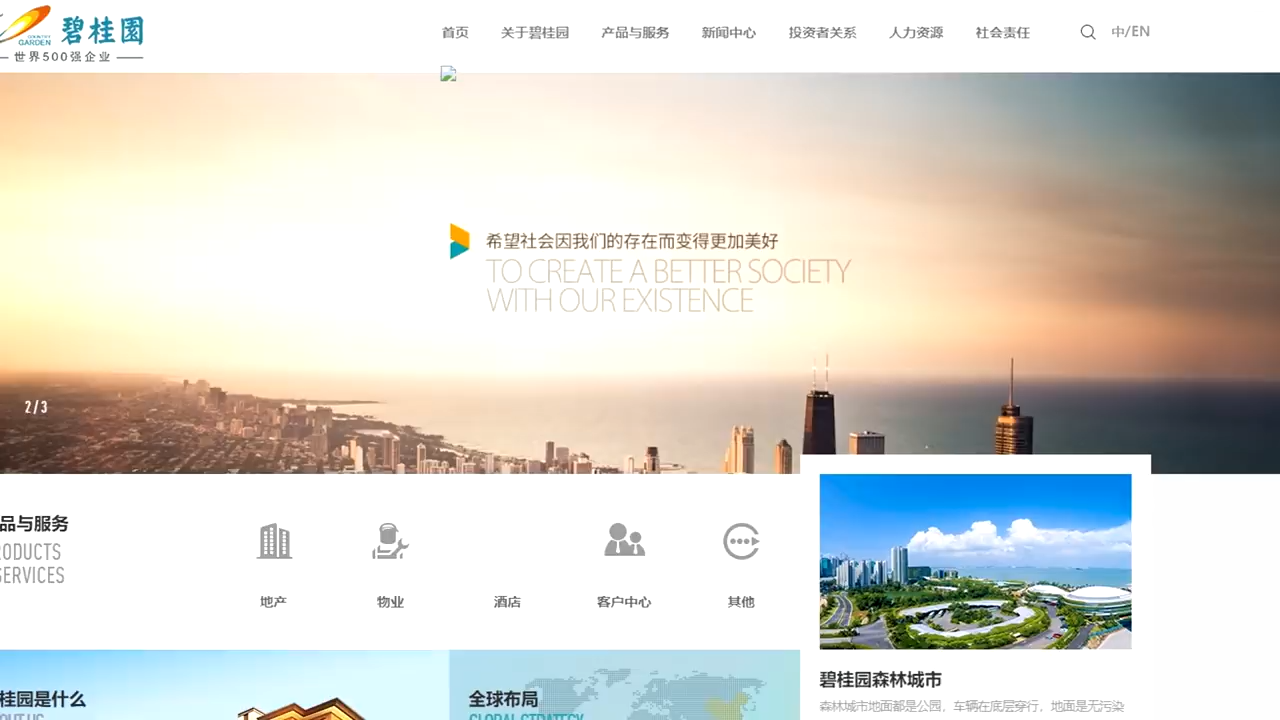 COUNTRY
GARDEN
碧桂園
世界500强企业
首页 关于碧桂园 产品与服务 新闻中心 投资者关系 人力资源 社会责任 中/EN
希望社会因我们的存在而变得更加美好
TO CREATE A BETTER SOCIETY
WITH OUR EXISTENCE
2/3
品与服务
RODUCTS
SERVICES
地产 物业 酒店 客户中心 其他
桂园是什么
OUT US
全球布局
GLOBAL STRATEGY
碧桂园森林城市
森林城市地面都是公园，车辆在底层穿行，地面是无污染